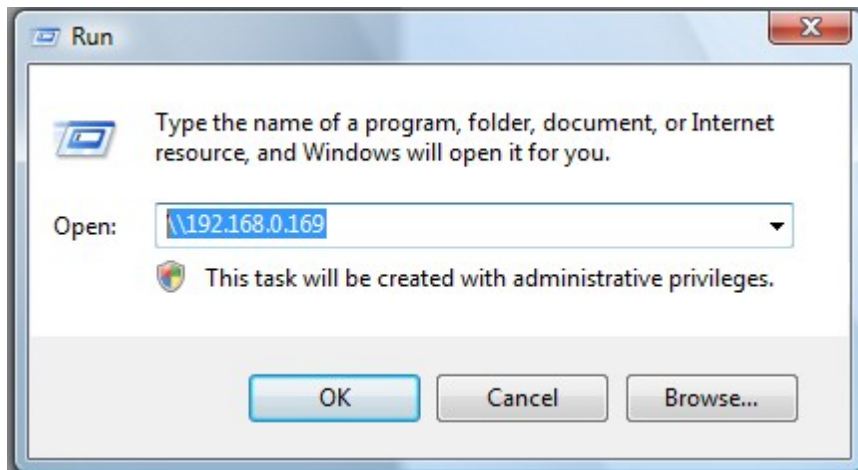 Run
Type the name of a program, folder, document, or Internet
resource, and Windows will open it for you.
Open: \\192.168.0.169
This task will be created with administrative privileges.
OK Cancel Browse...